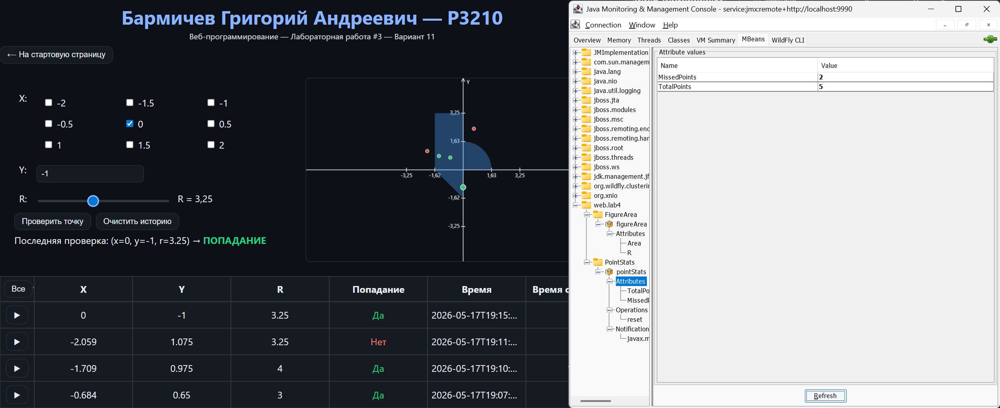 Бармичев Григорий Андреевич — P3210
Веб-программирование — Лабораторная работа #3 — Вариант 11
⟵ На стартовую страницу
X:
-2
-1.5
-1
-0.5
0
0.5
1
1.5
2
Y:
-1
R:
R = 3,25
Проверить точку
Очистить историю
Последняя проверка: (x=0, y=-1, r=3.25) → ПОПАДАНИЕ
Y
3,25
1,63
-3,25
-1,62
1,63
3,25
-1,62
-3,25
Все
X
Y
R
Попадание
Время
Время
▶ 0 -1 3.25 Да 2026-05-17T19:15:...
▶ -2.059 1.075 3.25 Нет 2026-05-17T19:11:...
▶ -1.709 0.975 4 Да 2026-05-17T19:10:...
▶ -0.684 0.65 3 Да 2026-05-17T19:07:...
Java Monitoring & Management Console - service:jmx:remote+http://localhost:9990
Connection Window Help
Overview Memory Threads Classes VM Summary MBeans WildFly CLI
JMImplementation
com.sun.managem
java.lang
java.nio
java.util.logging
jboss.jta
jboss.modules
jboss.msc
jboss.remoting.enc
jboss.remoting.har
jboss.root
jboss.threads
jboss.ws
jdk.management.jf
org.wildfly.clusterin
org.xnio
web.lab4
FigureArea
figureArea
Attributes
Area
R
PointStats
pointStats
Attributes
TotalPo
MissedP
Operations
reset
Notification
javax.m
Attribute values
Name Value
MissedPoints 2
TotalPoints 5
Refresh